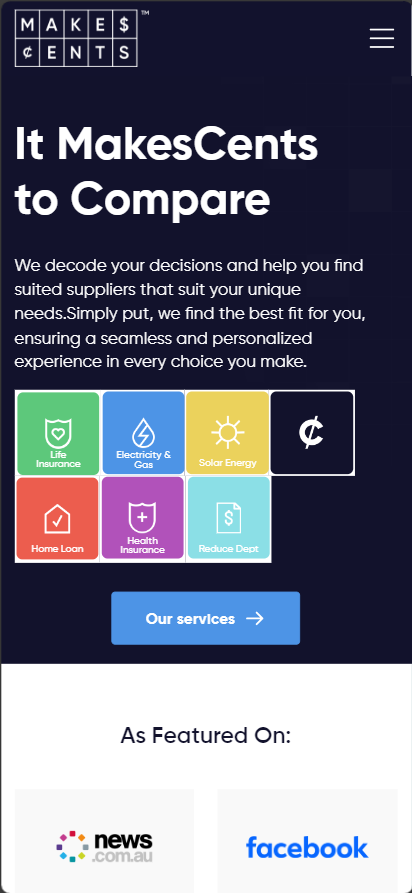 MAKE$ ™
¢ENTS
It MakesCents
to Compare
We decode your decisions and help you find
suited suppliers that suit your unique
needs.Simply put, we find the best fit for you,
ensuring a seamless and personalized
experience in every choice you make.
Life
Insurance
Electricity &
Gas
Solar Energy
¢
Home Loan
Health
Insurance
Reduce Dept
Our services →
As Featured On:
news
.com.au
facebook